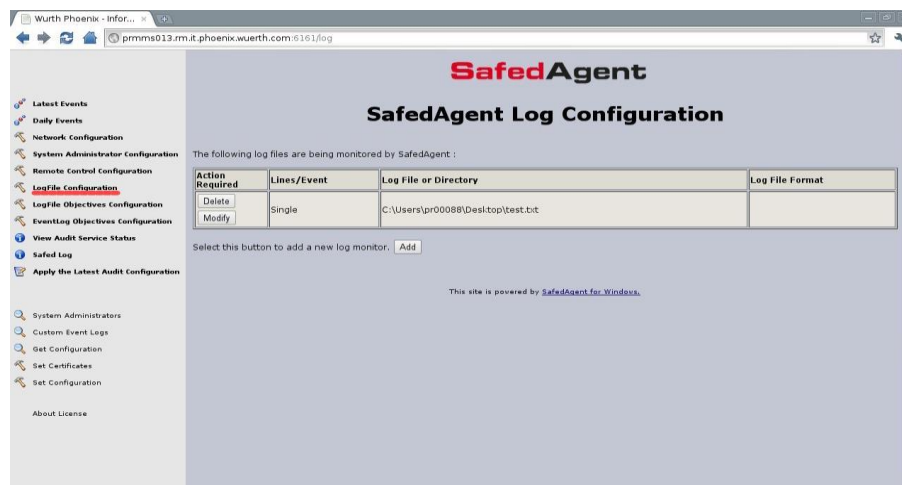 Wurth Phoenix - Infor...
prmms013.rm.it.phoenix.wuerth.com:6161/log
SafedAgent
SafedAgent Log Configuration
Latest Events
Daily Events
Network Configuration
System Administrator Configuration
Remote Control Configuration
LogFile Configuration
LogFile Objectives Configuration
EventLog Objectives Configuration
View Audit Service Status
Safed Log
Apply the Latest Audit Configuration
System Administrators
Custom Event Logs
Get Configuration
Set Certificates
Set Configuration
About License
The following log files are being monitored by SafedAgent :
Action Required Lines/Event Log File or Directory Log File Format
Delete
Modify
Single C:\Users\pr00088\Desktop\test.txt
Select this button to add a new log monitor. Add
This site is powered by SafedAgent for Windows.